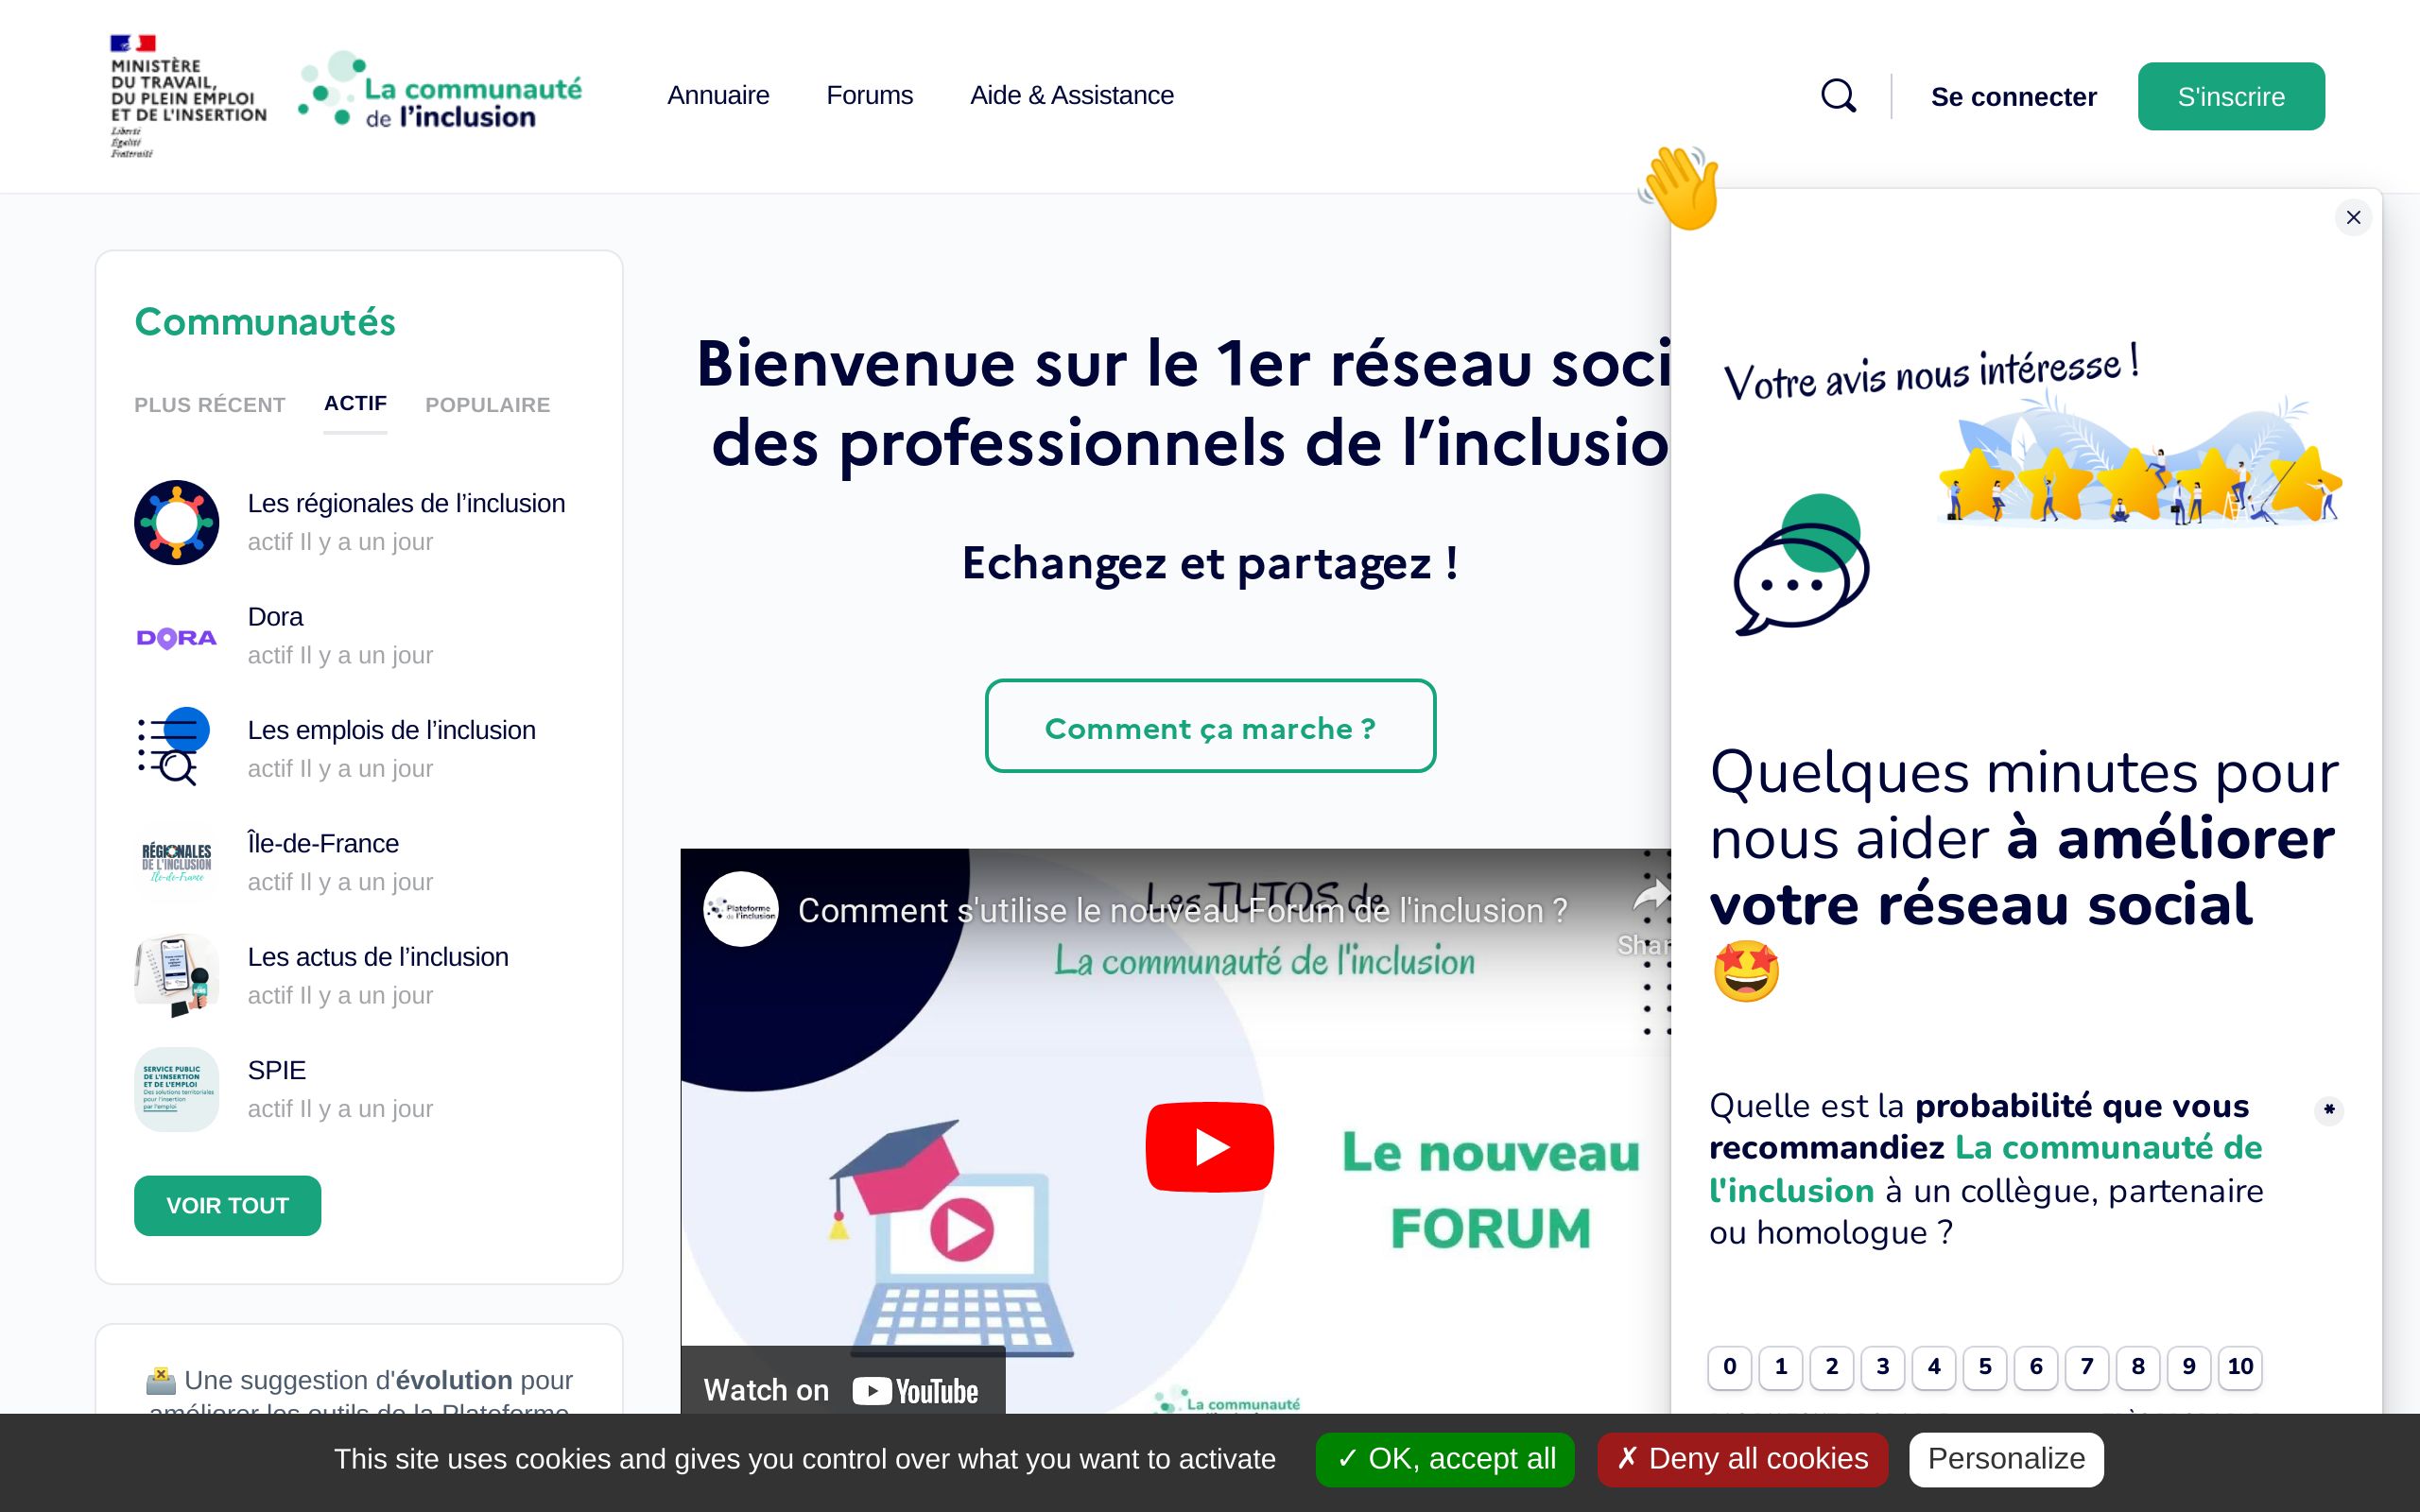 MINISTÈRE
DU TRAVAIL,
DU PLEIN EMPLOI
ET DE L'INSERTION
Liberté
Égalité
Fraternité
La communauté
de l'inclusion
Annuaire
Forums
Aide & Assistance
Se connecter
S'inscrire
Communautés
PLUS RÉCENT
ACTIF
POPULAIRE
Les régionales de l’inclusion
actif Il y a un jour
DORA
Dora
actif Il y a un jour
Les emplois de l’inclusion
actif Il y a un jour
RÉGIONALES
DE L'INCLUSION
Île-de-France
Île-de-France
actif Il y a un jour
Les actus de l’inclusion
actif Il y a un jour
SERVICE PUBLIC
DE L'INSERTION
ET DE L'EMPLOI
Des solutions territoriales
pour l'insertion
par l'emploi
SPIE
actif Il y a un jour
VOIR TOUT
Une suggestion d'évolution pour
améliorer les outils de la Plateforme
Bienvenue sur le 1er réseau soci
des professionnels de l’inclusio
Echangez et partagez !
Comment ça marche ?
Plateforme
de l'inclusion
Comment s'utilise le nouveau Forum de l'inclusion ?
Les TUTOS de
La communauté de l'inclusion
Shar
Le nouveau
FORUM
Watch on YouTube
La communauté
Votre avis nous intéresse !
Quelques minutes pour
nous aider à améliorer
votre réseau social
Quelle est la probabilité que vous
recommandiez La communauté de
l'inclusion à un collègue, partenaire
ou homologue ?
*
0 1 2 3 4 5 6 7 8 9 10
This site uses cookies and gives you control over what you want to activate
✓ OK, accept all
✗ Deny all cookies
Personalize